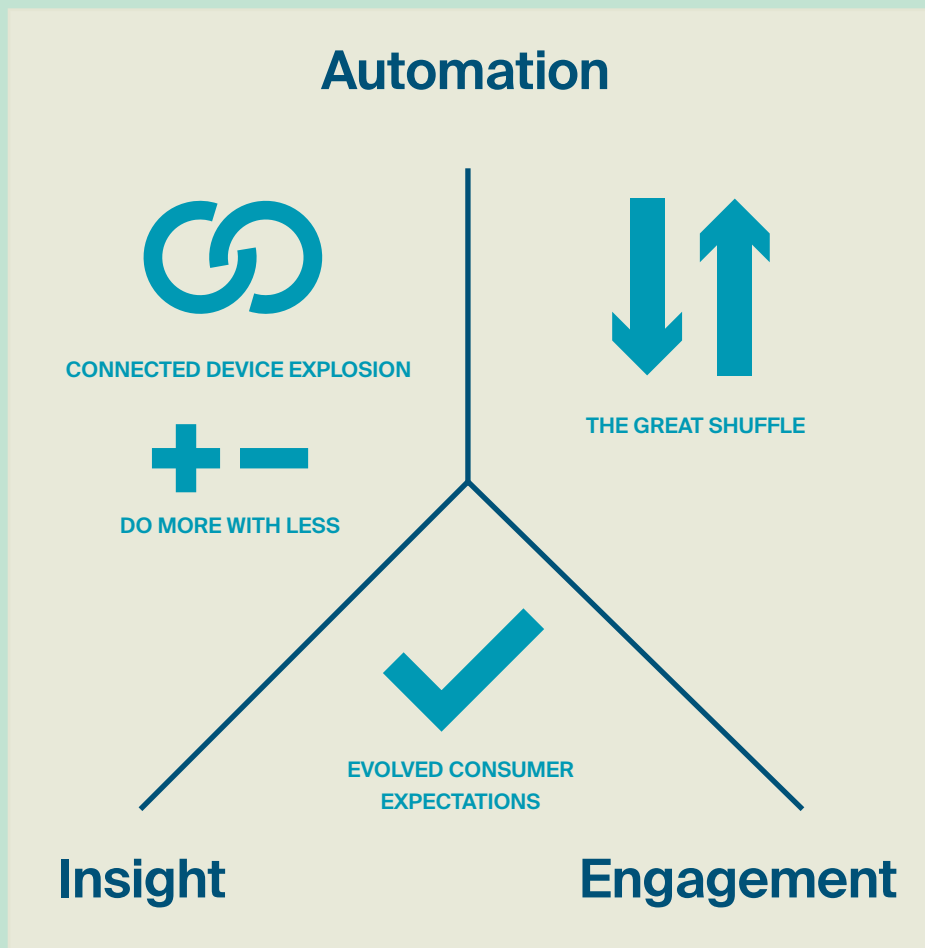 Automation
CONNECTED DEVICE EXPLOSION
THE GREAT SHUFFLE
DO MORE WITH LESS
EVOLVED CONSUMER
EXPECTATIONS
Insight
Engagement